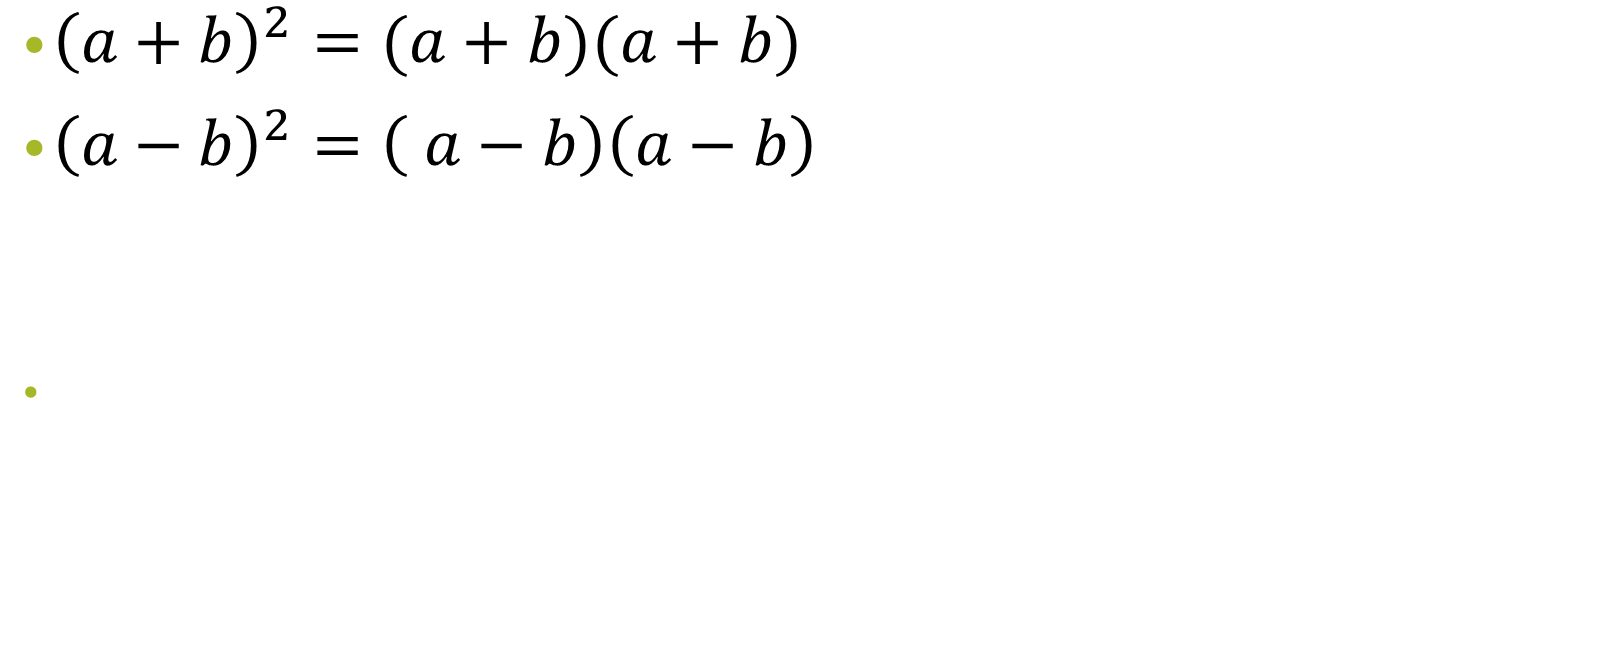 • (a + b)² = (a + b)(a + b)
• (a − b)² = ( a − b)(a − b)
•